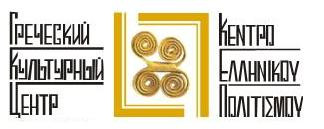 Греческий
Культурный
Центр
Κεντρο
Ελληνικου
Πολιτισμου